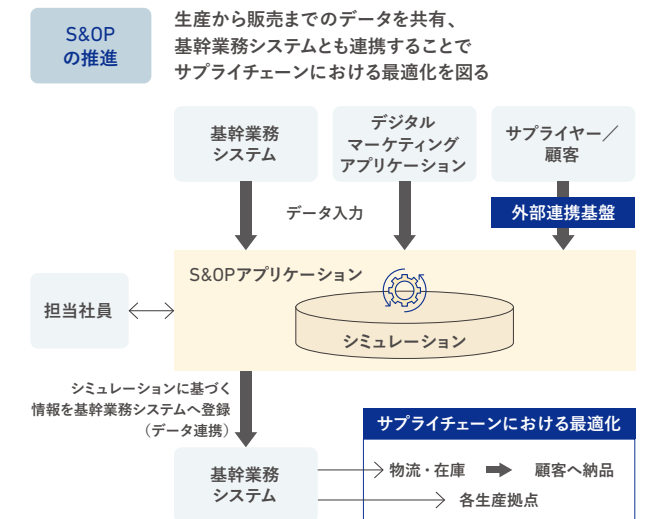 S&OP
の推進
生産から販売までのデータを共有、
基幹業務システムとも連携することで
サプライチェーンにおける最適化を図る
基幹業務
システム
デジタル
マーケティング
アプリケーション
サプライヤー／
顧客
データ入力
外部連携基盤
S&OPアプリケーション
担当社員
シミュレーション
シミュレーションに基づく
情報を基幹業務システムへ登録
（データ連携）
サプライチェーンにおける最適化
基幹業務
システム
物流・在庫
顧客へ納品
各生産拠点